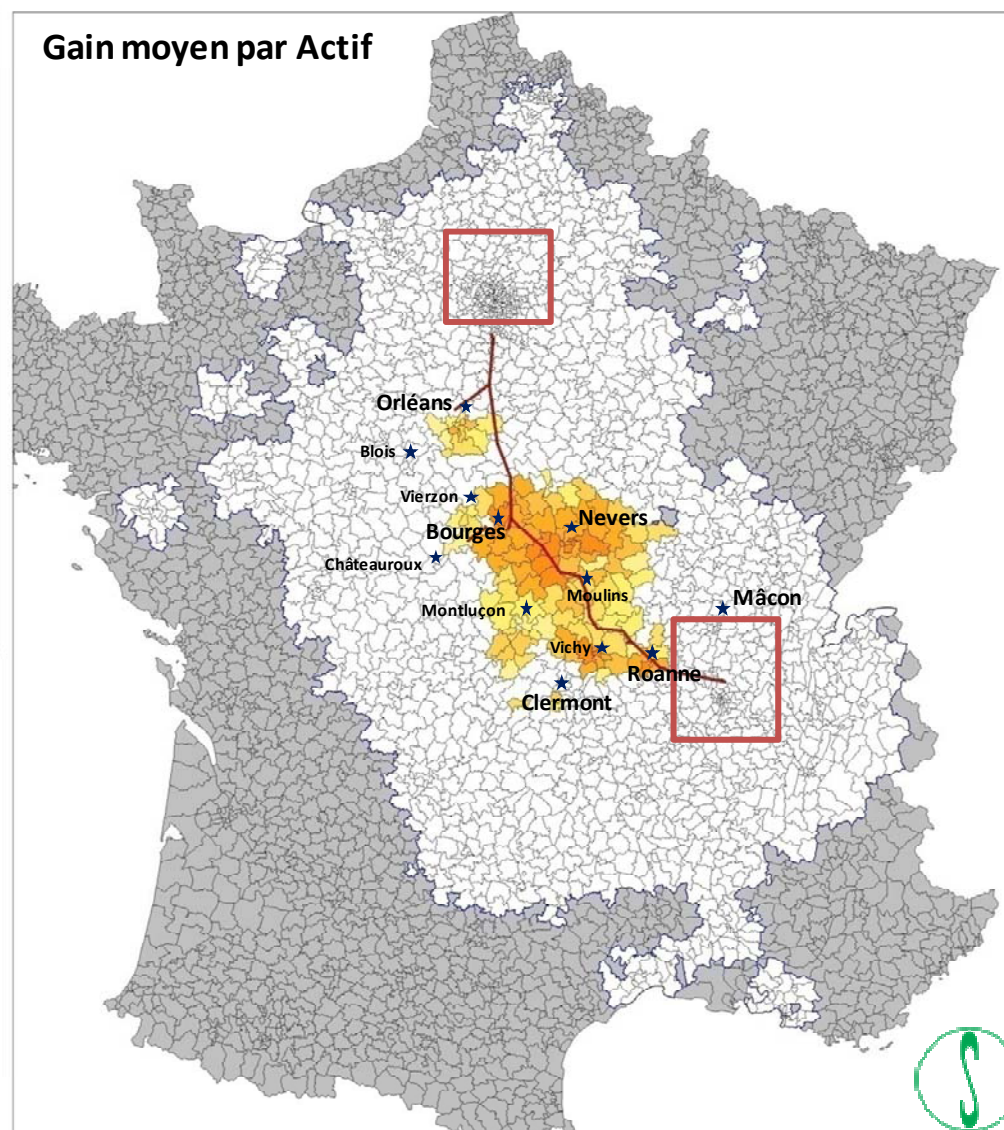 Gain moyen par Actif
Orléans
Blois
Vierzon
Bourges
Nevers
Châteauroux
Moulins
Montluçon
Mâcon
Vichy
Roanne
Clermont